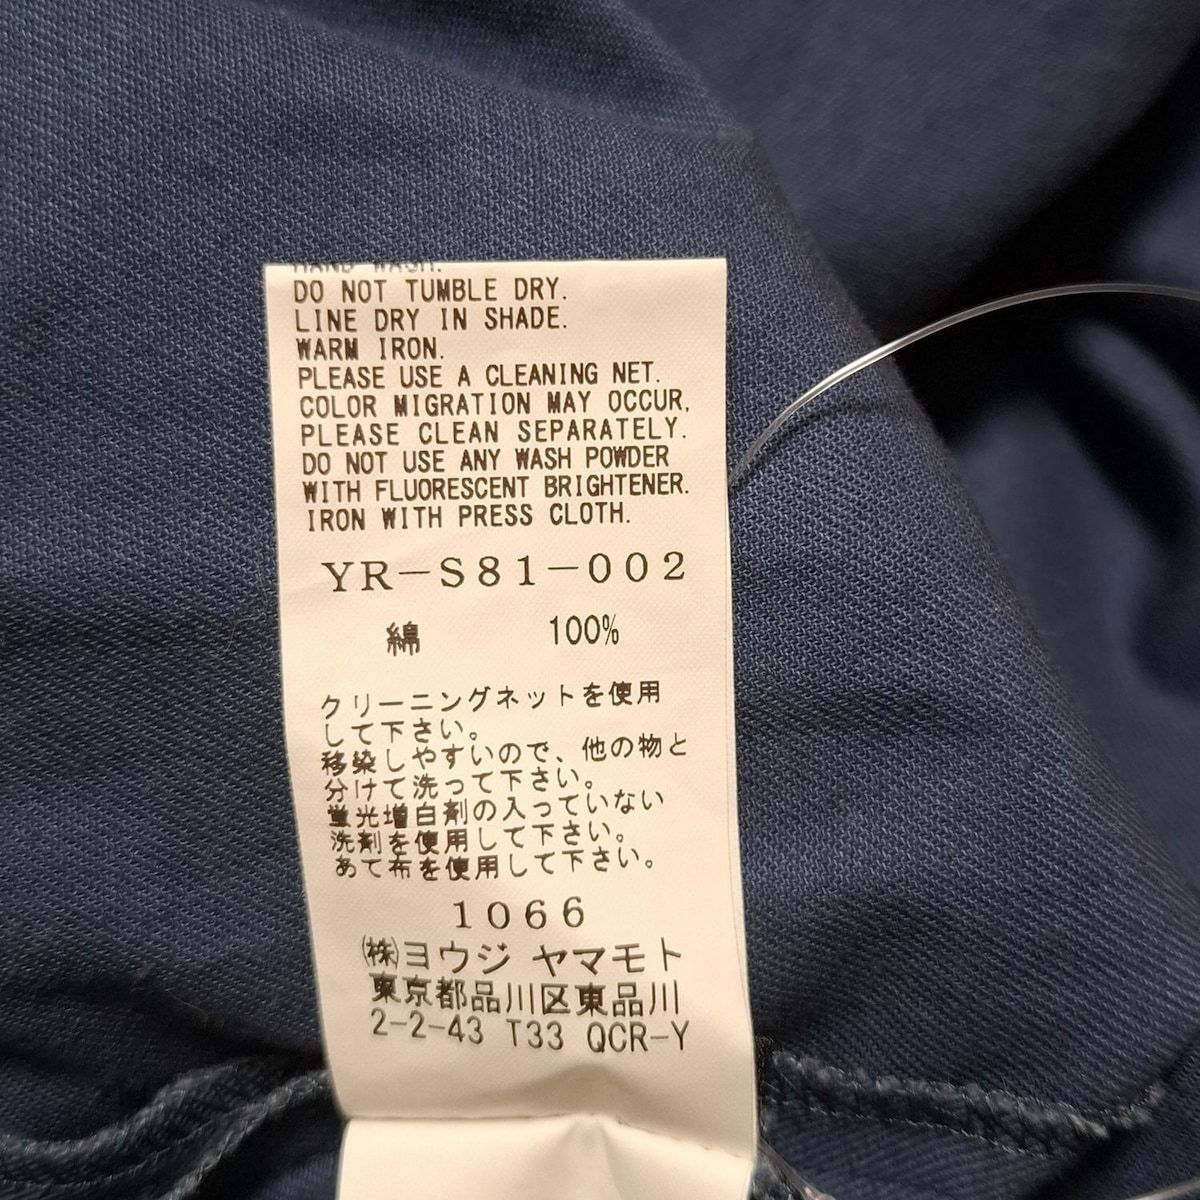 HAND WASH.
DO NOT TUMBLE DRY.
LINE DRY IN SHADE.
WARM IRON.
PLEASE USE A CLEANING NET.
COLOR MIGRATION MAY OCCUR,
PLEASE CLEAN SEPARATELY.
DO NOT USE ANY WASH POWDER
WITH FLUORESCENT BRIGHTENER.
IRON WITH PRESS CLOTH.
YR-S81-002
綿 100%
クリーニングネットを使用
して下さい。
移染しやすいので、他の物と
分けて洗って下さい。
蛍光増白剤の入っていない
洗剤を使用して下さい。
あて布を使用して下さい。
1066
㈱ヨウジ ヤマモト
東京都品川区東品川
2-2-43 T33 QCR-Y